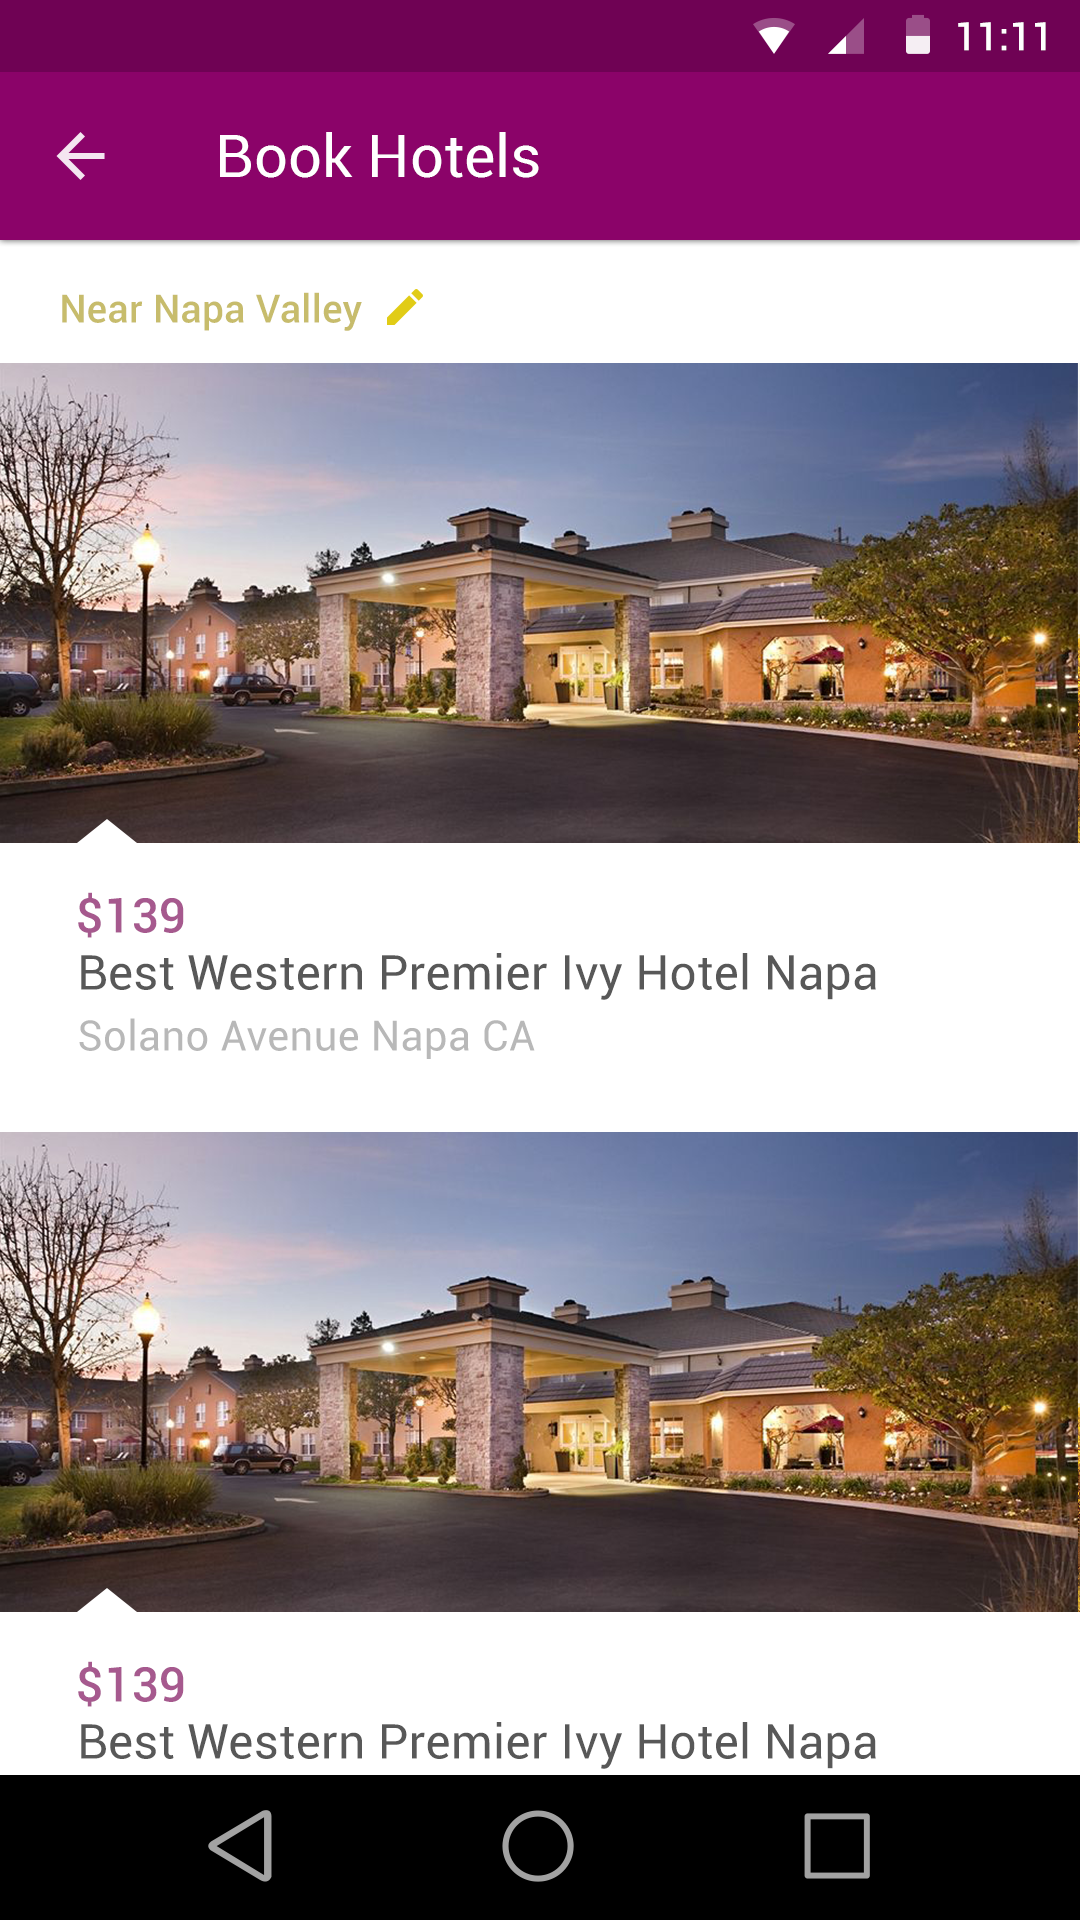 11:11
Book Hotels
Near Napa Valley
$139
Best Western Premier Ivy Hotel Napa
Solano Avenue Napa CA
$139
Best Western Premier Ivy Hotel Napa